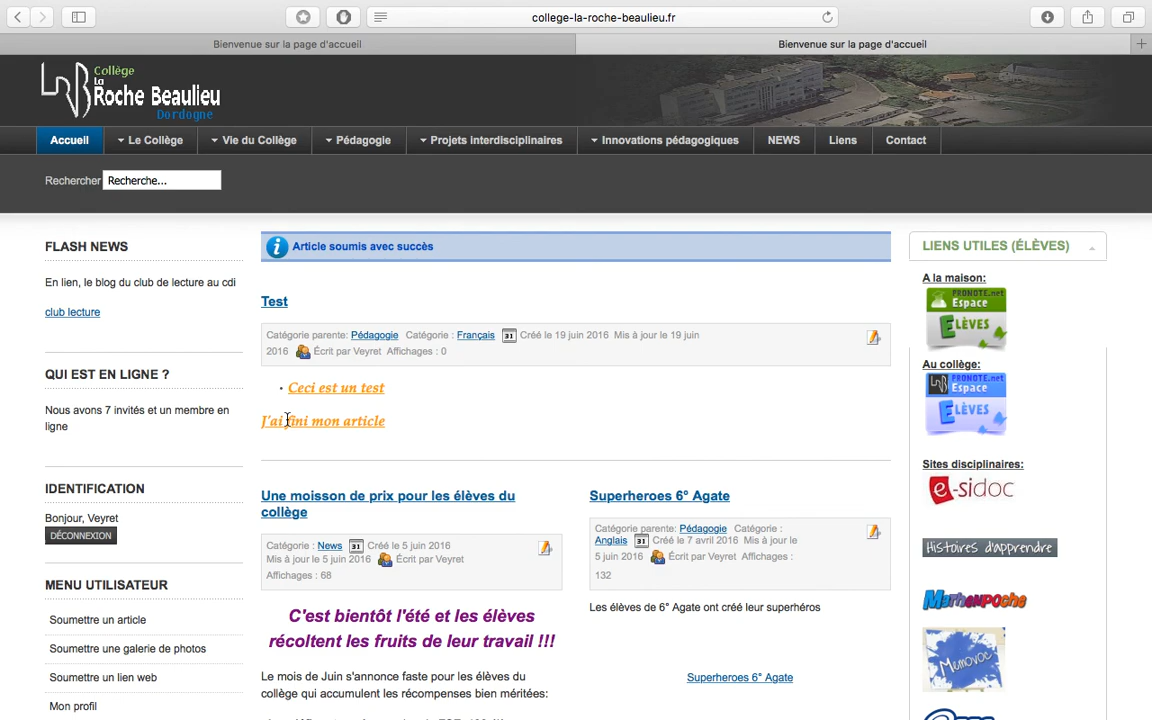 college-la-roche-beaulieu.fr
Bienvenue sur la page d'accueil
Bienvenue sur la page d'accueil
Collège
La
Roche Beaulieu
Dordogne
Accueil
Le Collège
Vie du Collège
Pédagogie
Projets interdisciplinaires
Innovations pédagogiques
NEWS
Liens
Contact
Rechercher Recherche...
FLASH NEWS
En lien, le blog du club de lecture au cdi
club lecture
QUI EST EN LIGNE ?
Nous avons 7 invités et un membre en
ligne
IDENTIFICATION
Bonjour, Veyret
DÉCONNEXION
MENU UTILISATEUR
Soumettre un article
Soumettre une galerie de photos
Soumettre un lien web
Mon profil
Article soumis avec succès
Test
Catégorie parente: Pédagogie Catégorie : Français 31 Créé le 19 juin 2016 Mis à jour le 19 juin
2016 Écrit par Veyret Affichages : 0
• Ceci est un test
J'ai fini mon article
Une moisson de prix pour les élèves du
collège
Catégorie : News 31 Créé le 5 juin 2016
Mis à jour le 5 juin 2016 Écrit par Veyret
Affichages : 68
C'est bientôt l'été et les élèves
récoltent les fruits de leur travail !!!
Le mois de Juin s'annonce faste pour les élèves du
collège qui accumulent les récompenses bien méritées:
Superheroes 6° Agate
Catégorie parente: Pédagogie Catégorie :
Anglais 31 Créé le 7 avril 2016 Mis à jour le
5 juin 2016 Écrit par Veyret Affichages :
132
Les élèves de 6° Agate ont créé leur superhéros
Superheroes 6° Agate
LIENS UTILES (ÉLÈVES)
A la maison:
PRONOTE.net
Espace
ELÈVES
Au collège:
PRONOTE.net
Espace
ELÈVES
Sites disciplinaires:
e-sidoc
Histoires d'apprendre
Mathenpoche
Memovoc